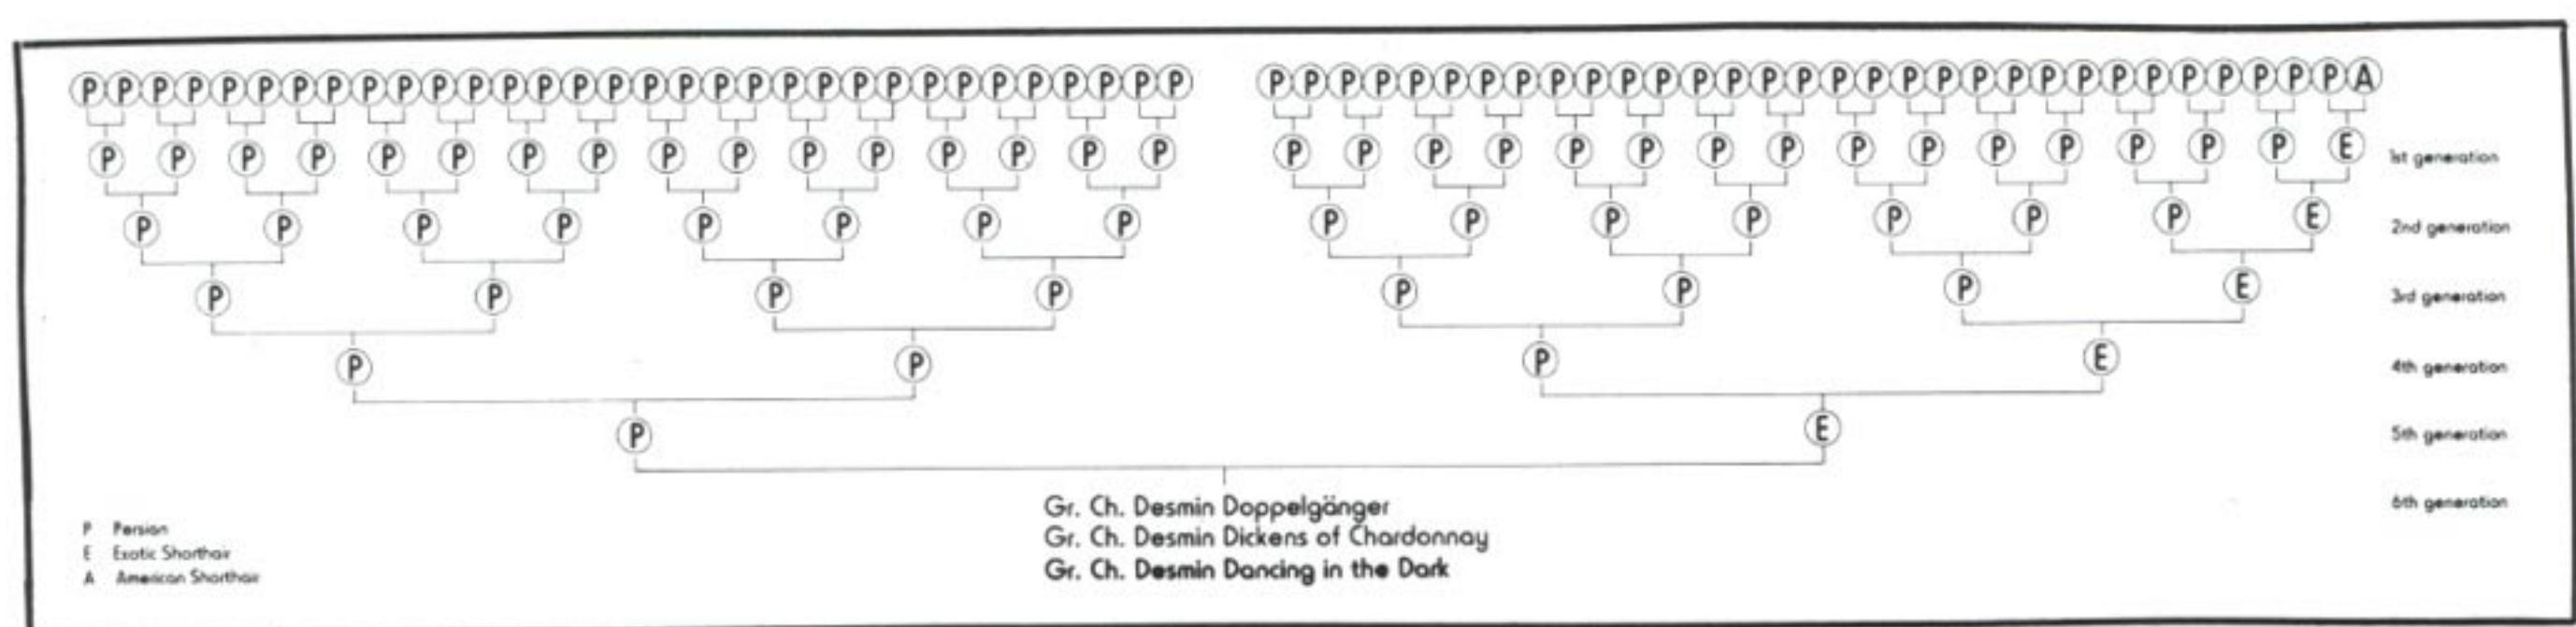 P P P P P P P P P P P P P P P P P P P P P P P P P P P P P P P P P P P P P P P P P P P P P P P P P P P P P P P P P P P P P P P A
P P P P P P P P P P P P P P P P P P P P P P P P P P P P P P P E 1st generation
P P P P P P P P P P P P P P P E 2nd generation
P P P P P P P E 3rd generation
P P P E 4th generation
P E 5th generation
Gr. Ch. Desmin Doppelgänger
Gr. Ch. Desmin Dickens of Chardonnay
Gr. Ch. Desmin Dancing in the Dark
6th generation
P Persian
E Exotic Shorthair
A American Shorthair